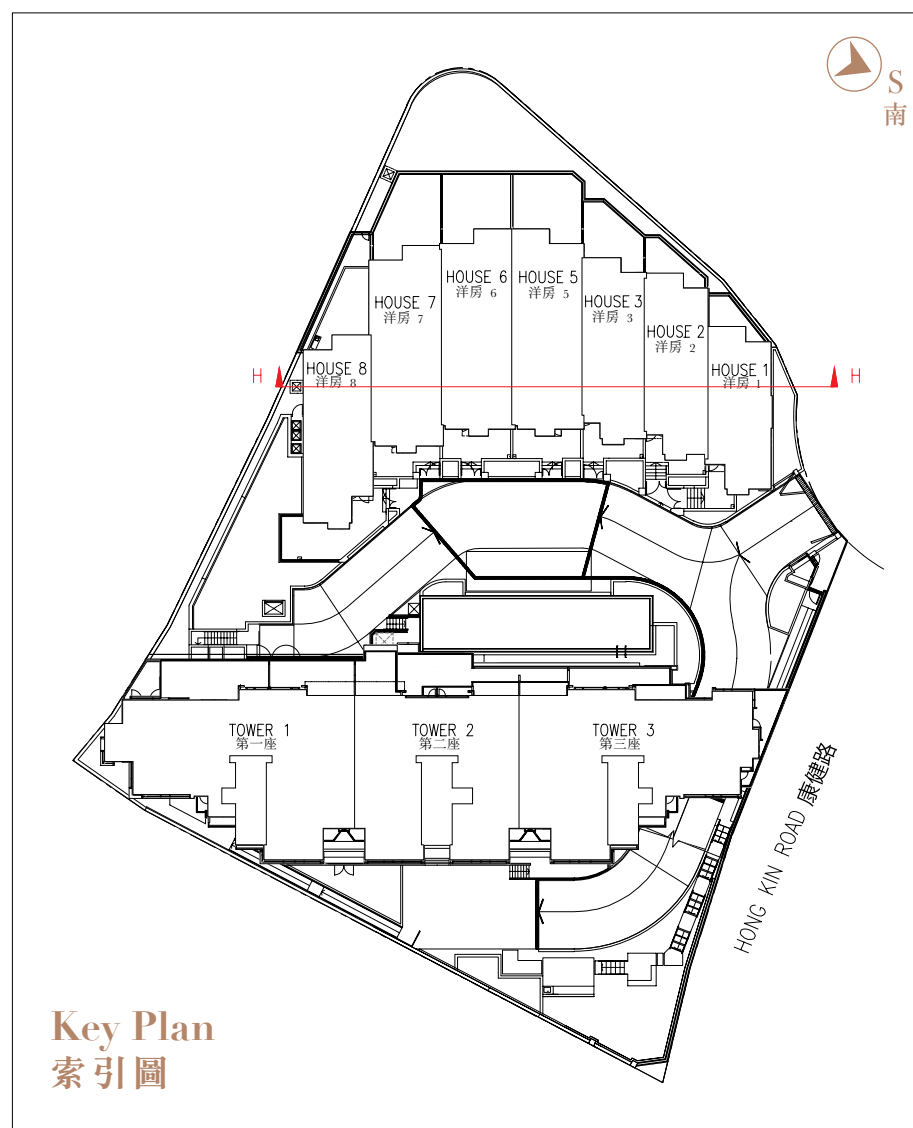 S
南
HOUSE 6
洋房 6
HOUSE 5
洋房 5
HOUSE 7
洋房 7
HOUSE 3
洋房 3
HOUSE 2
洋房 2
HOUSE 8
洋房 8
HOUSE 1
洋房 1
H
H
TOWER 1
第一座
TOWER 2
第二座
TOWER 3
第三座
HONG KIN ROAD 康健路
Key Plan
索引圖